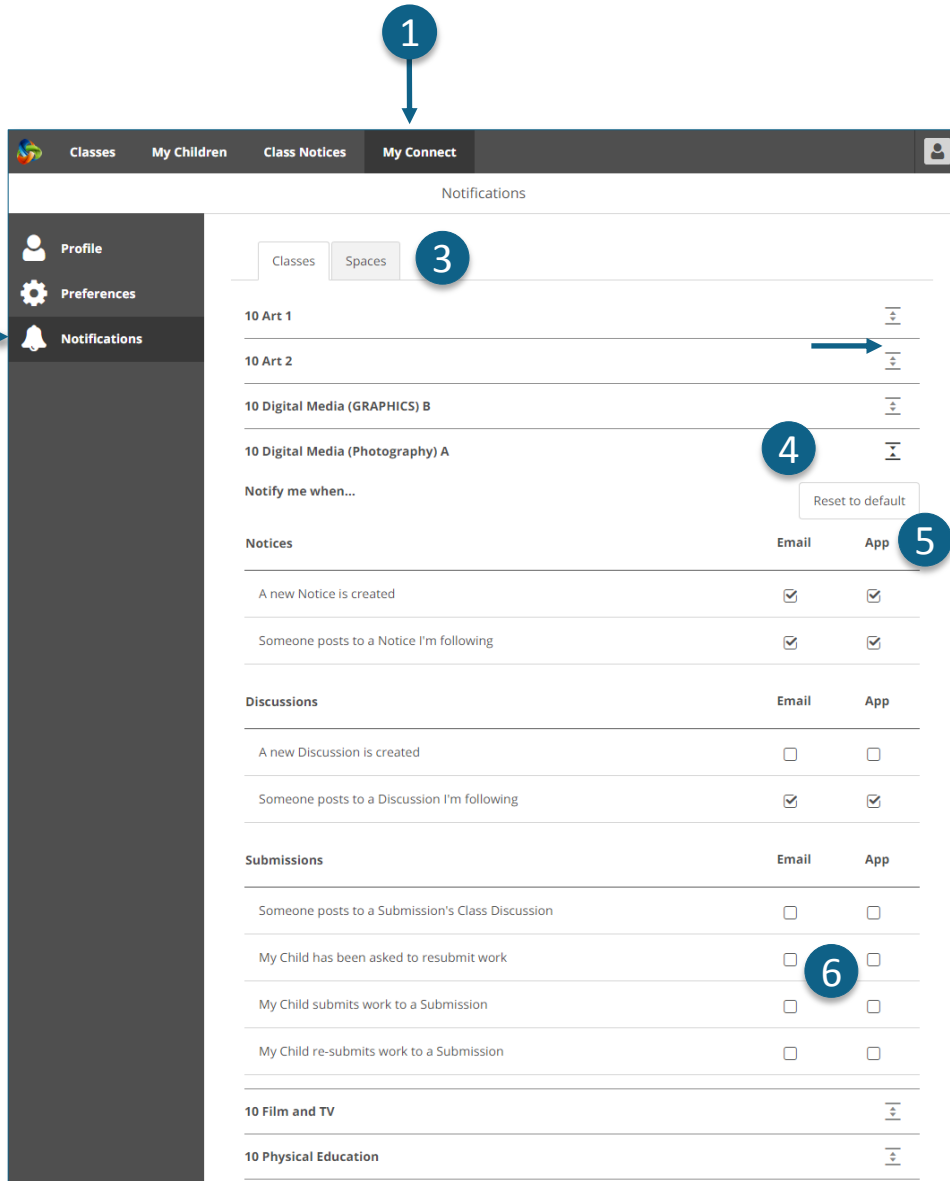 1
Classes My Children Class Notices My Connect
Notifications
Profile
Preferences
Notifications
Classes Spaces 3
10 Art 1
10 Art 2
10 Digital Media (GRAPHICS) B
10 Digital Media (Photography) A
4
Notify me when...
Reset to default
5
Notices Email App
A new Notice is created
Someone posts to a Notice I'm following
Discussions Email App
A new Discussion is created
Someone posts to a Discussion I'm following
Submissions Email App
Someone posts to a Submission's Class Discussion
My Child has been asked to resubmit work
6
My Child submits work to a Submission
My Child re-submits work to a Submission
10 Film and TV
10 Physical Education